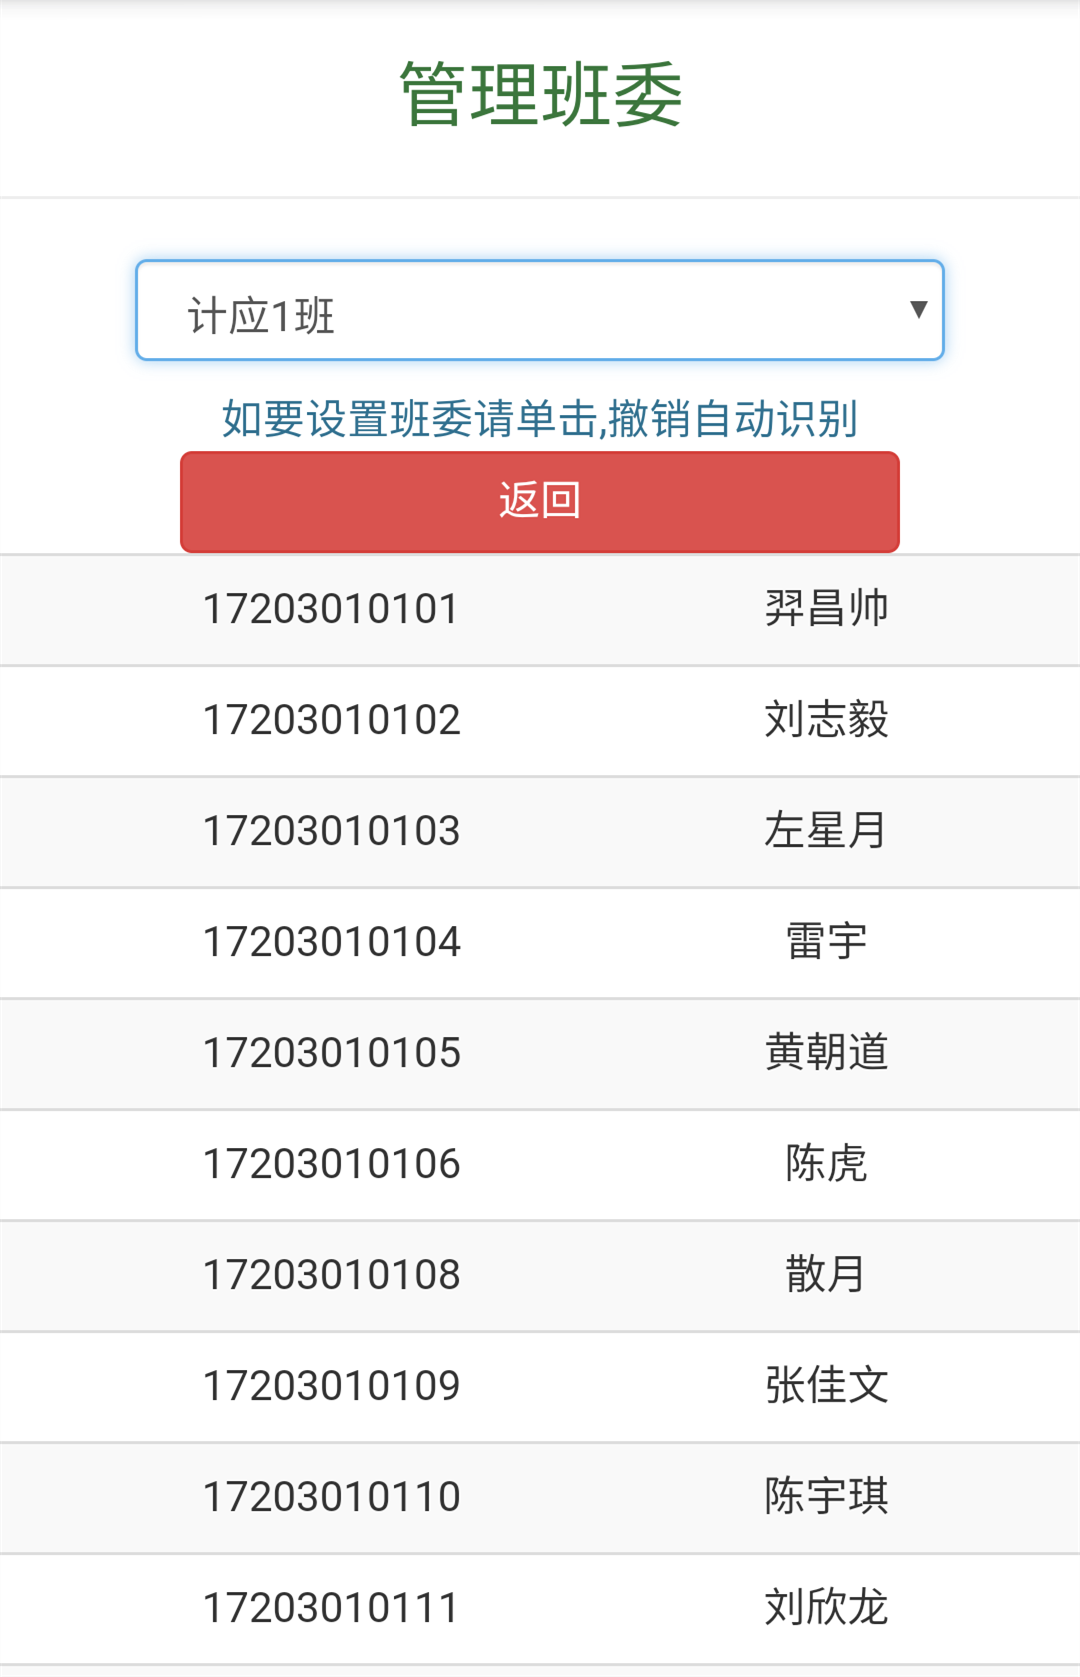 管理班委
计应1班
如要设置班委请单击,撤销自动识别
返回
17203010101 羿昌帅
17203010102 刘志毅
17203010103 左星月
17203010104 雷宇
17203010105 黄朝道
17203010106 陈虎
17203010108 散月
17203010109 张佳文
17203010110 陈宇琪
17203010111 刘欣龙